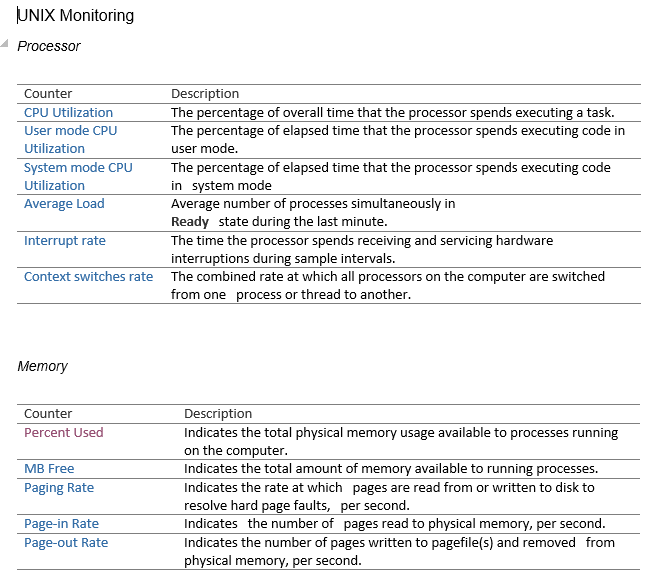 UNIX Monitoring
Processor
Counter Description
CPU Utilization The percentage of overall time that the processor spends executing a task.
User mode CPU The percentage of elapsed time that the processor spends executing code in
Utilization user mode.
System mode CPU The percentage of elapsed time that the processor spends executing code
Utilization in system mode
Average Load Average number of processes simultaneously in
Ready state during the last minute.
Interrupt rate The time the processor spends receiving and servicing hardware
interruptions during sample intervals.
Context switches rate The combined rate at which all processors on the computer are switched
from one process or thread to another.
Memory
Counter Description
Percent Used Indicates the total physical memory usage available to processes running
on the computer.
MB Free Indicates the total amount of memory available to running processes.
Paging Rate Indicates the rate at which pages are read from or written to disk to
resolve hard page faults, per second.
Page-in Rate Indicates the number of pages read to physical memory, per second.
Page-out Rate Indicates the number of pages written to pagefile(s) and removed from
physical memory, per second.